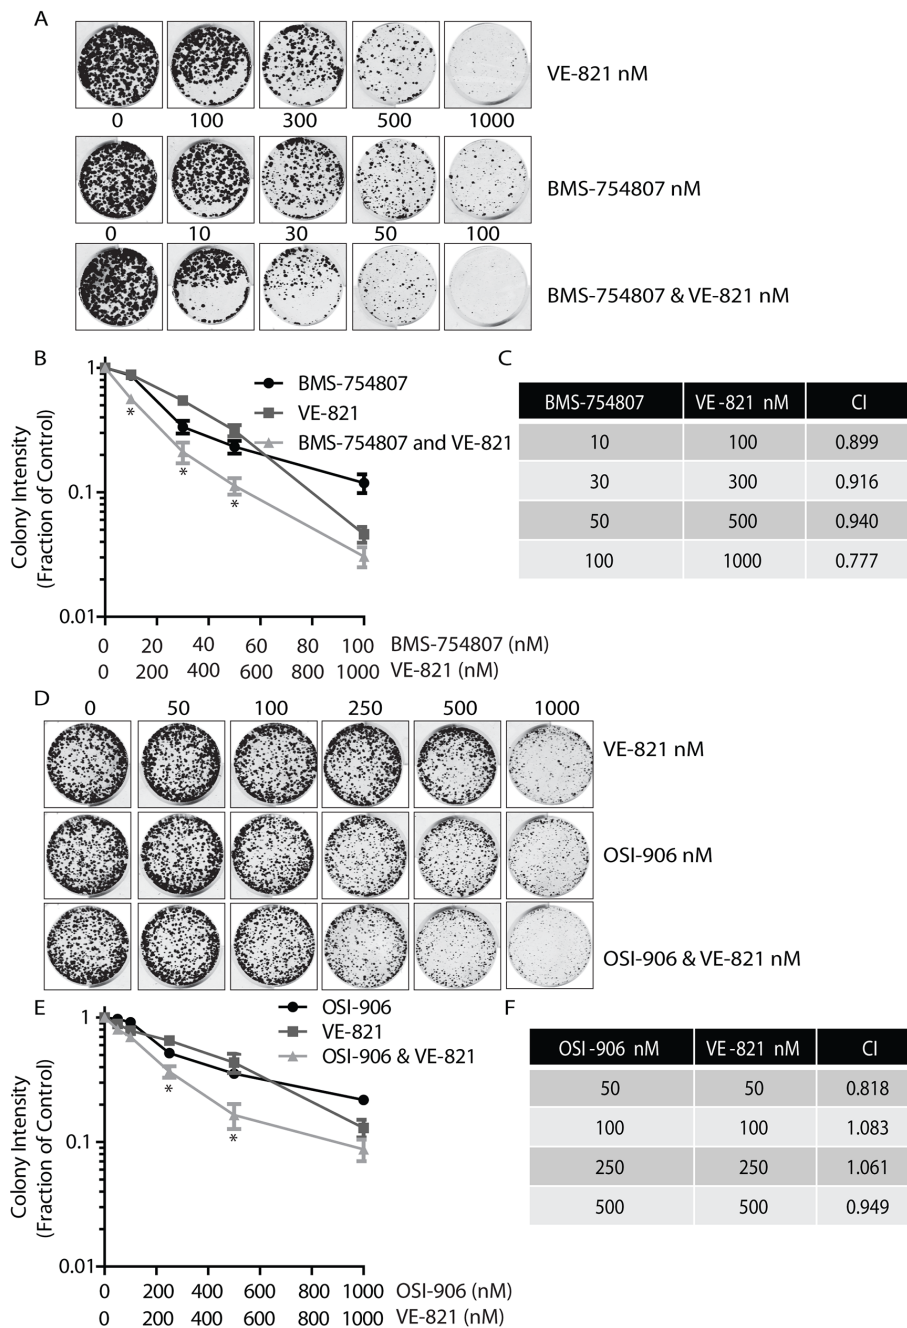 A
VE-821 nM
0 100 300 500 1000
BMS-754807 nM
0 10 30 50 100
BMS-754807 & VE-821 nM
B
1
0.1
0.01
Colony Intensity
(Fraction of Control)
BMS-754807
VE-821
BMS-754807 and VE-821
*
*
*
0 20 40 60 80 100 BMS-754807 (nM)
0 200 400 600 800 1000 VE-821 (nM)
C
BMS-754807 VE-821 nM CI
10 100 0.899
30 300 0.916
50 500 0.940
100 1000 0.777
D
0 50 100 250 500 1000
VE-821 nM
OSI-906 nM
OSI-906 & VE-821 nM
E
1
0.1
0.01
Colony Intensity
(Fraction of Control)
OSI-906
VE-821
OSI-906 & VE-821
*
*
0 200 400 600 800 1000 OSI-906 (nM)
0 200 400 600 800 1000 VE-821 (nM)
F
OSI-906 nM VE-821 nM CI
50 50 0.818
100 100 1.083
250 250 1.061
500 500 0.949